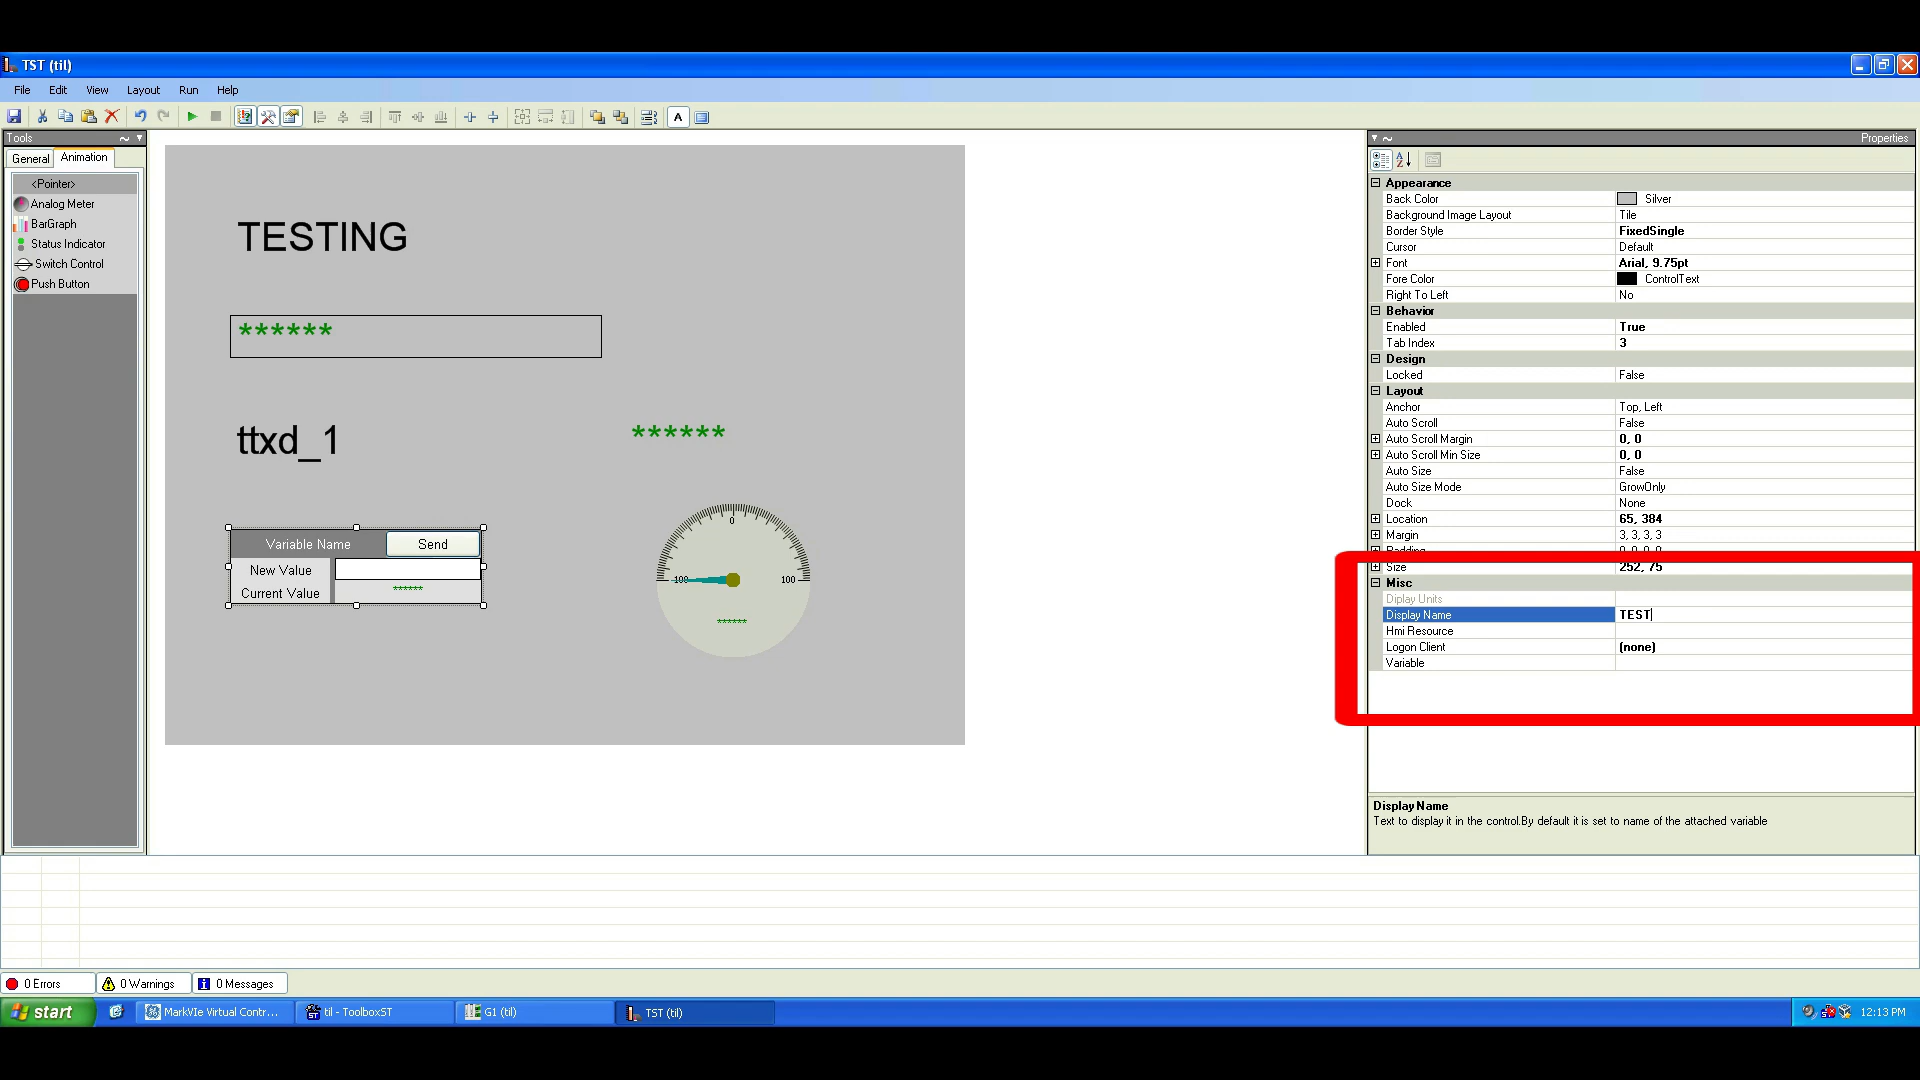 TST (til)
File Edit View Layout Run Help
A
Tools
General Animation
<Pointer>
Analog Meter
BarGraph
Status Indicator
Switch Control
Push Button
TESTING
******
ttxd_1
******
Variable Name Send
New Value
Current Value ******
0
-100 100
******
Properties
Appearance
Back Color Silver
Background Image Layout Tile
Border Style FixedSingle
Cursor Default
Font Arial, 9.75pt
Fore Color ControlText
Right To Left No
Behavior
Enabled True
Tab Index 3
Design
Locked False
Layout
Anchor Top, Left
Auto Scroll False
Auto Scroll Margin 0, 0
Auto Scroll Min Size 0, 0
Auto Size False
Auto Size Mode GrowOnly
Dock None
Location 65, 384
Margin 3, 3, 3, 3
Size 252, 75
Misc
Diplay Units
Display Name TEST
Hmi Resource
Logon Client (none)
Variable
Display Name
Text to display it in the control.By default it is set to name of the attached variable
0 Errors 0 Warnings 0 Messages
start MarkVIe Virtual Contr... til - ToolboxST G1 (til) TST (til) 12:13 PM